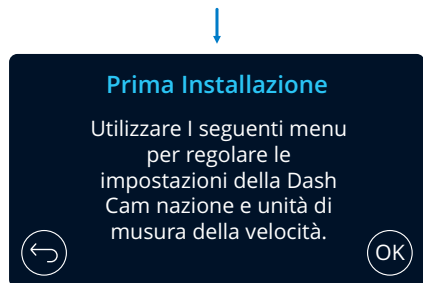 Prima Installazione
Utilizzare I seguenti menu
per regolare le
impostazioni della Dash
Cam nazione e unità di
musura della velocità.
OK